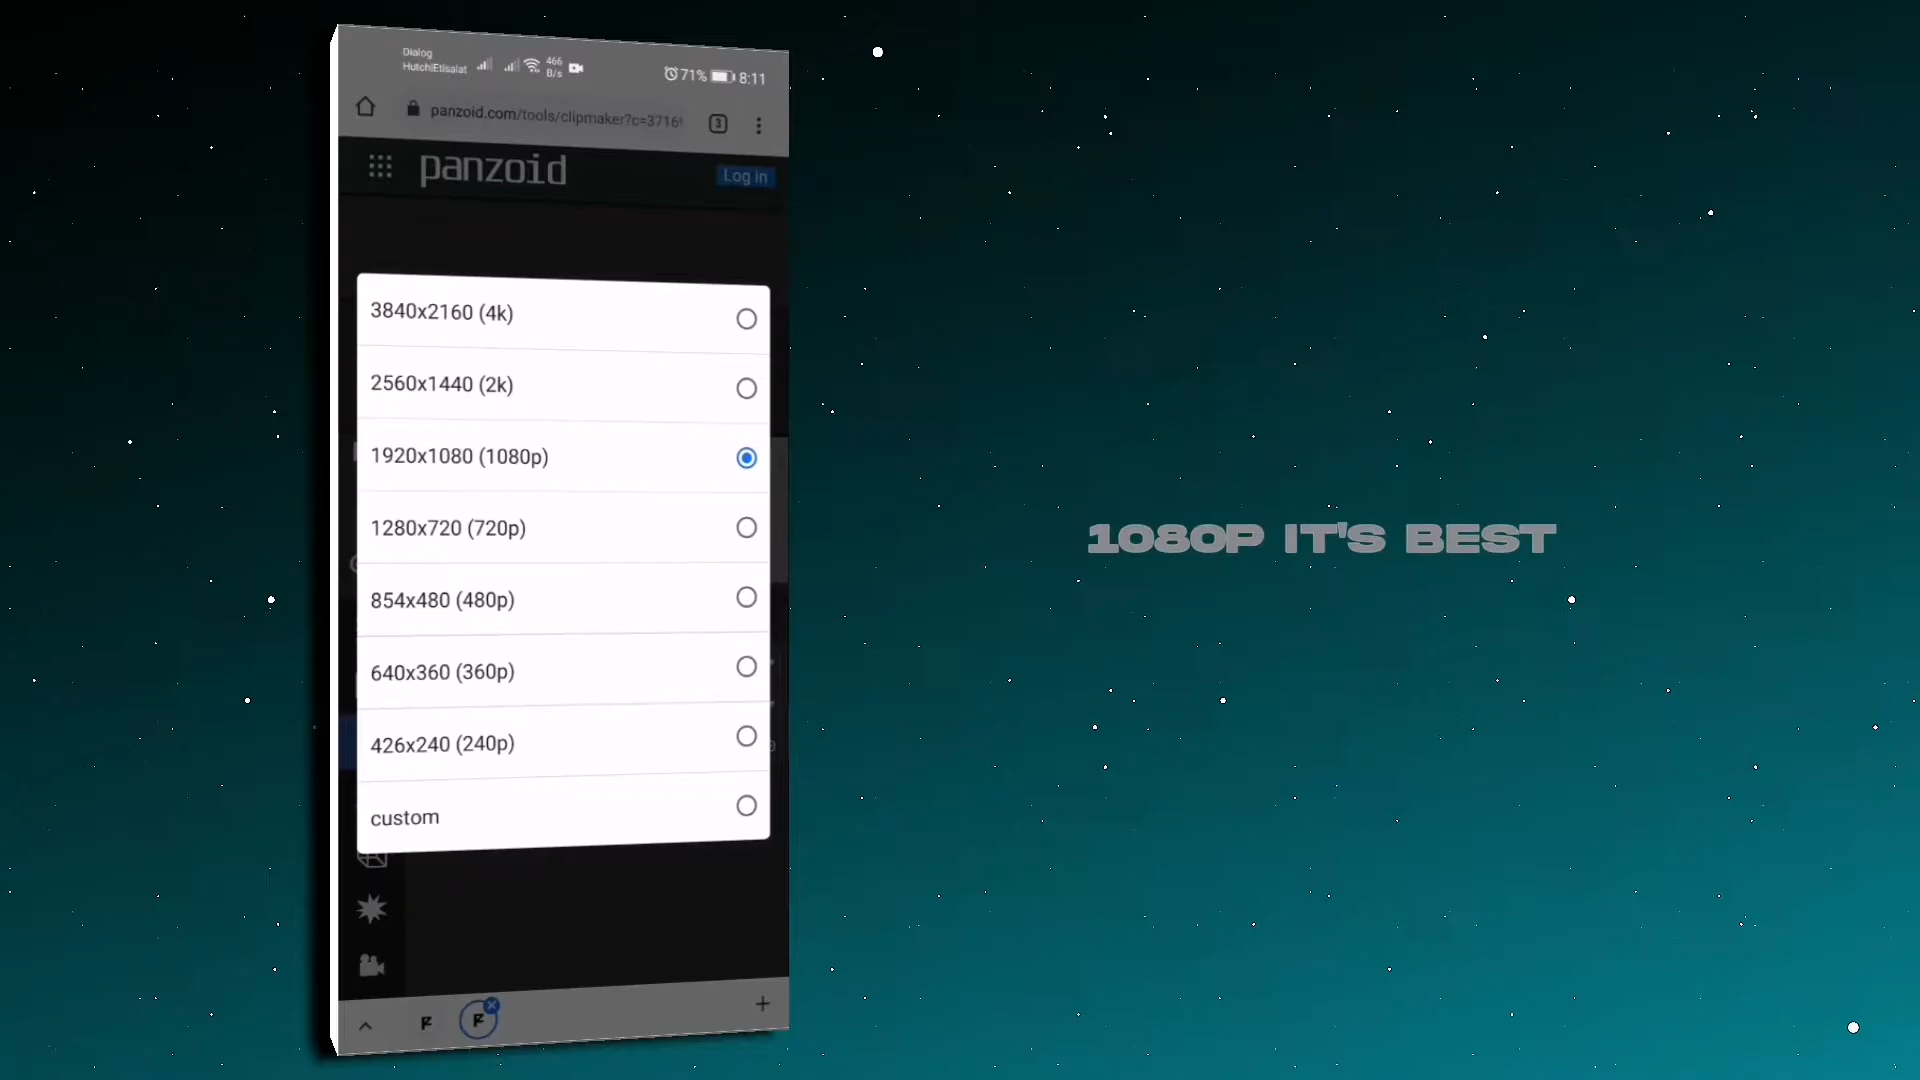 Dialog
HutchiEtisalat
466
B/s
71%
8:11
panzoid.com/tools/clipmaker?c=3716
3
panzoid
Log in
3840x2160 (4k)
2560x1440 (2k)
1920x1080 (1080p)
1280x720 (720p)
854x480 (480p)
640x360 (360p)
426x240 (240p)
custom
1080P IT'S BEST